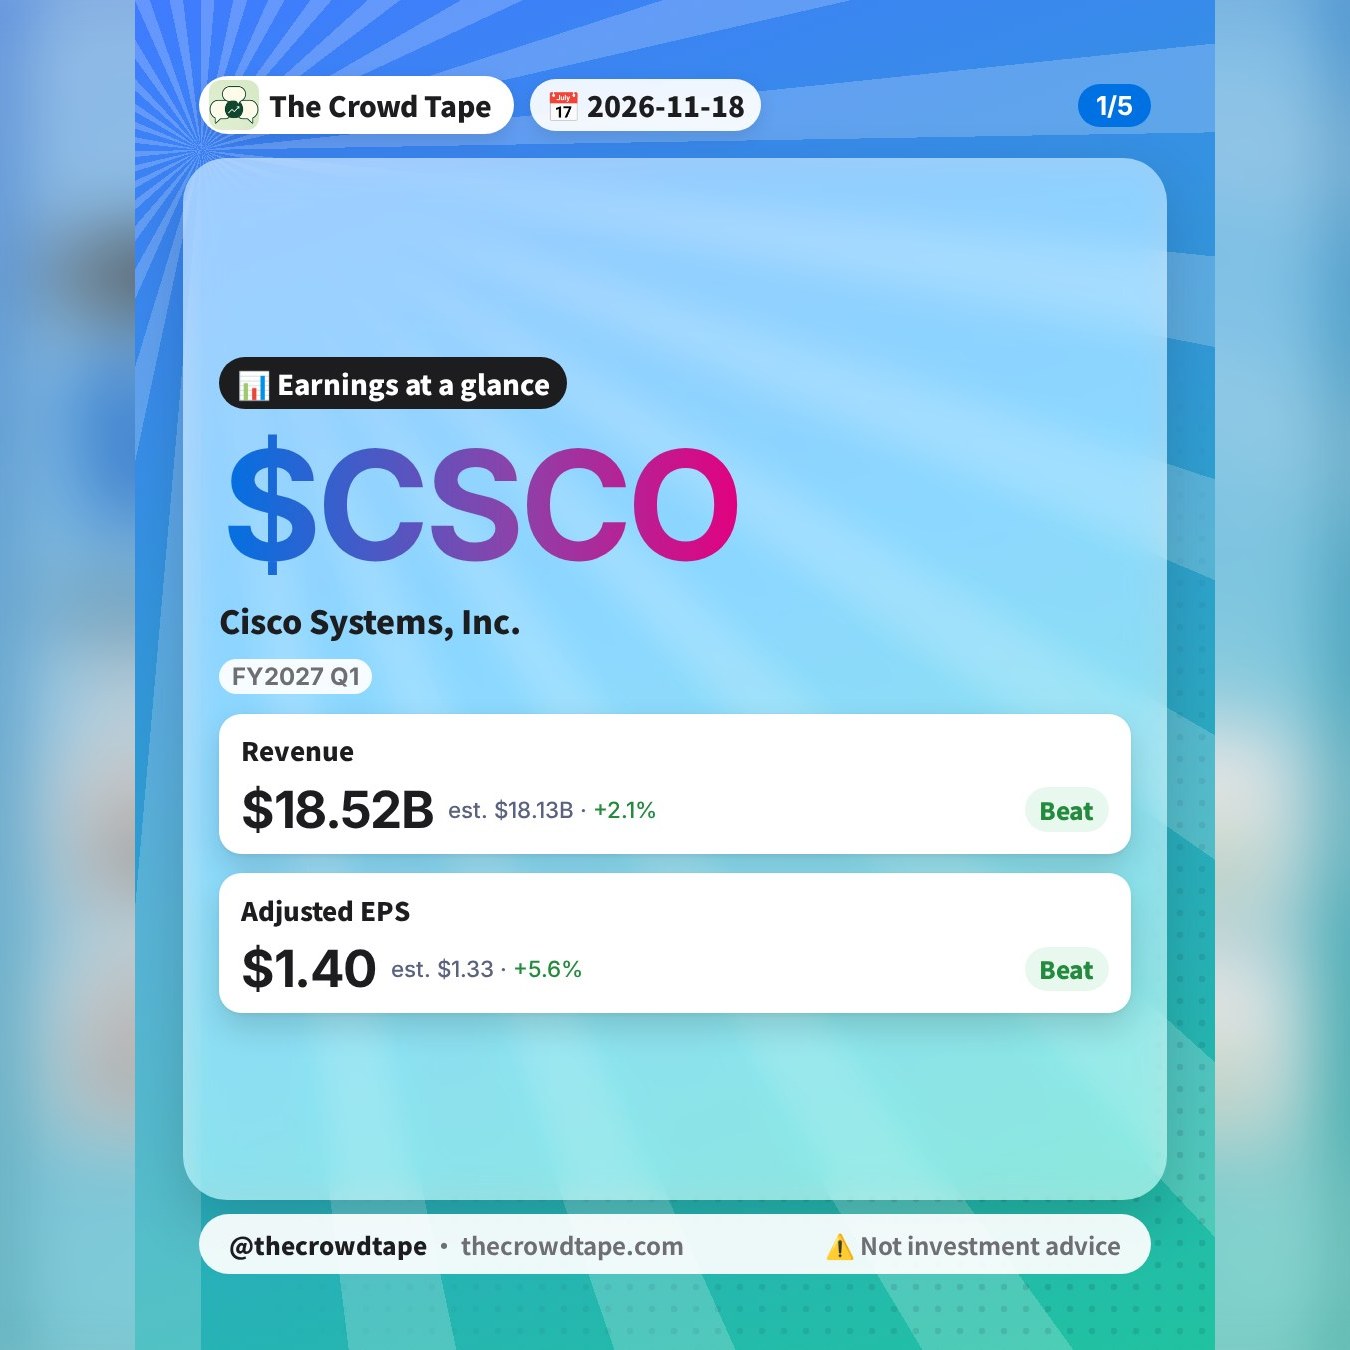 The Crowd Tape
📅 2026-11-18
1/5
📊 Earnings at a glance
$CSCO
Cisco Systems, Inc.
FY2027 Q1
Revenue
$18.52B est. $18.13B · +2.1% Beat
Adjusted EPS
$1.40 est. $1.33 · +5.6% Beat
@thecrowdtape • thecrowdtape.com ⚠️ Not investment advice